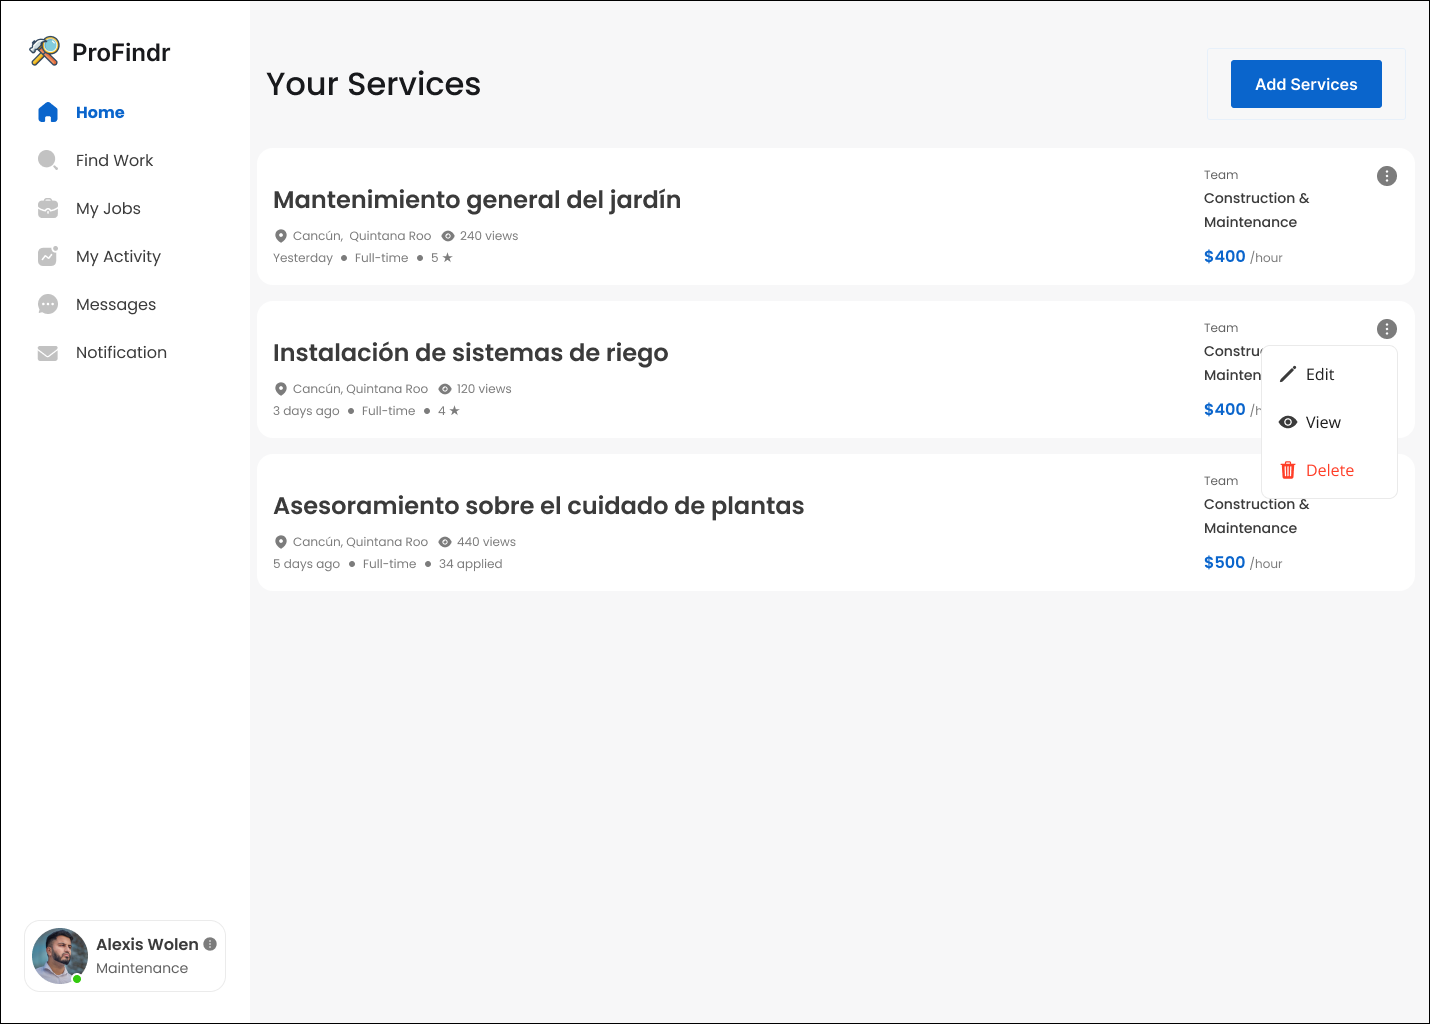 ProFindr
Home
Find Work
My Jobs
My Activity
Messages
Notification
Alexis Wolen
Maintenance
Your Services
Add Services
Mantenimiento general del jardín
Cancún, Quintana Roo 240 views
Yesterday • Full-time • 5 ★
Team
Construction &
Maintenance
$400 /hour
Instalación de sistemas de riego
Cancún, Quintana Roo 120 views
3 days ago • Full-time • 4 ★
Team
Constru
Mainten
$400 /h
Edit
View
Delete
Asesoramiento sobre el cuidado de plantas
Cancún, Quintana Roo 440 views
5 days ago • Full-time • 34 applied
Team
Construction &
Maintenance
$500 /hour